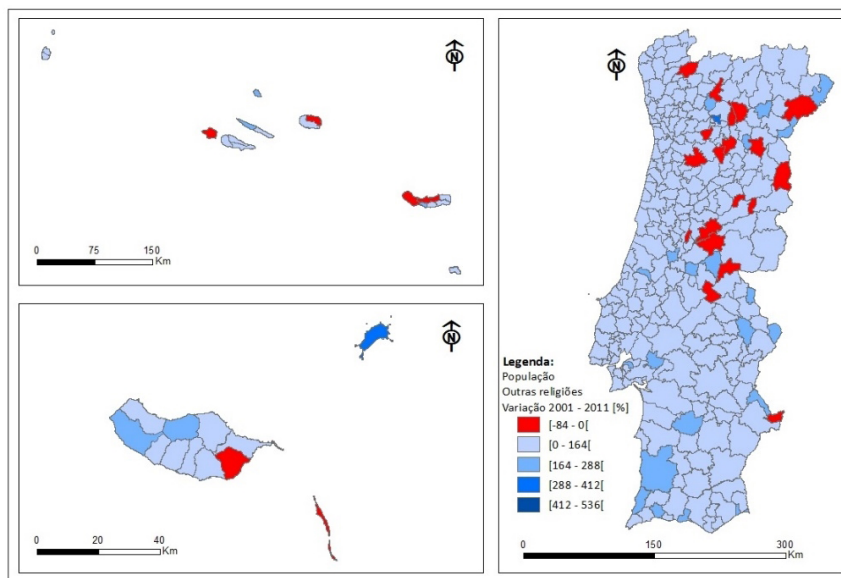 N
0 75 150
Km
N
0 20 40
Km
N
Legenda:
População
Outras religiões
Variação 2001 - 2011 [%]
[-84 - 0[
[0 - 164[
[164 - 288[
[288 - 412[
[412 - 536[
0 150 300
Km